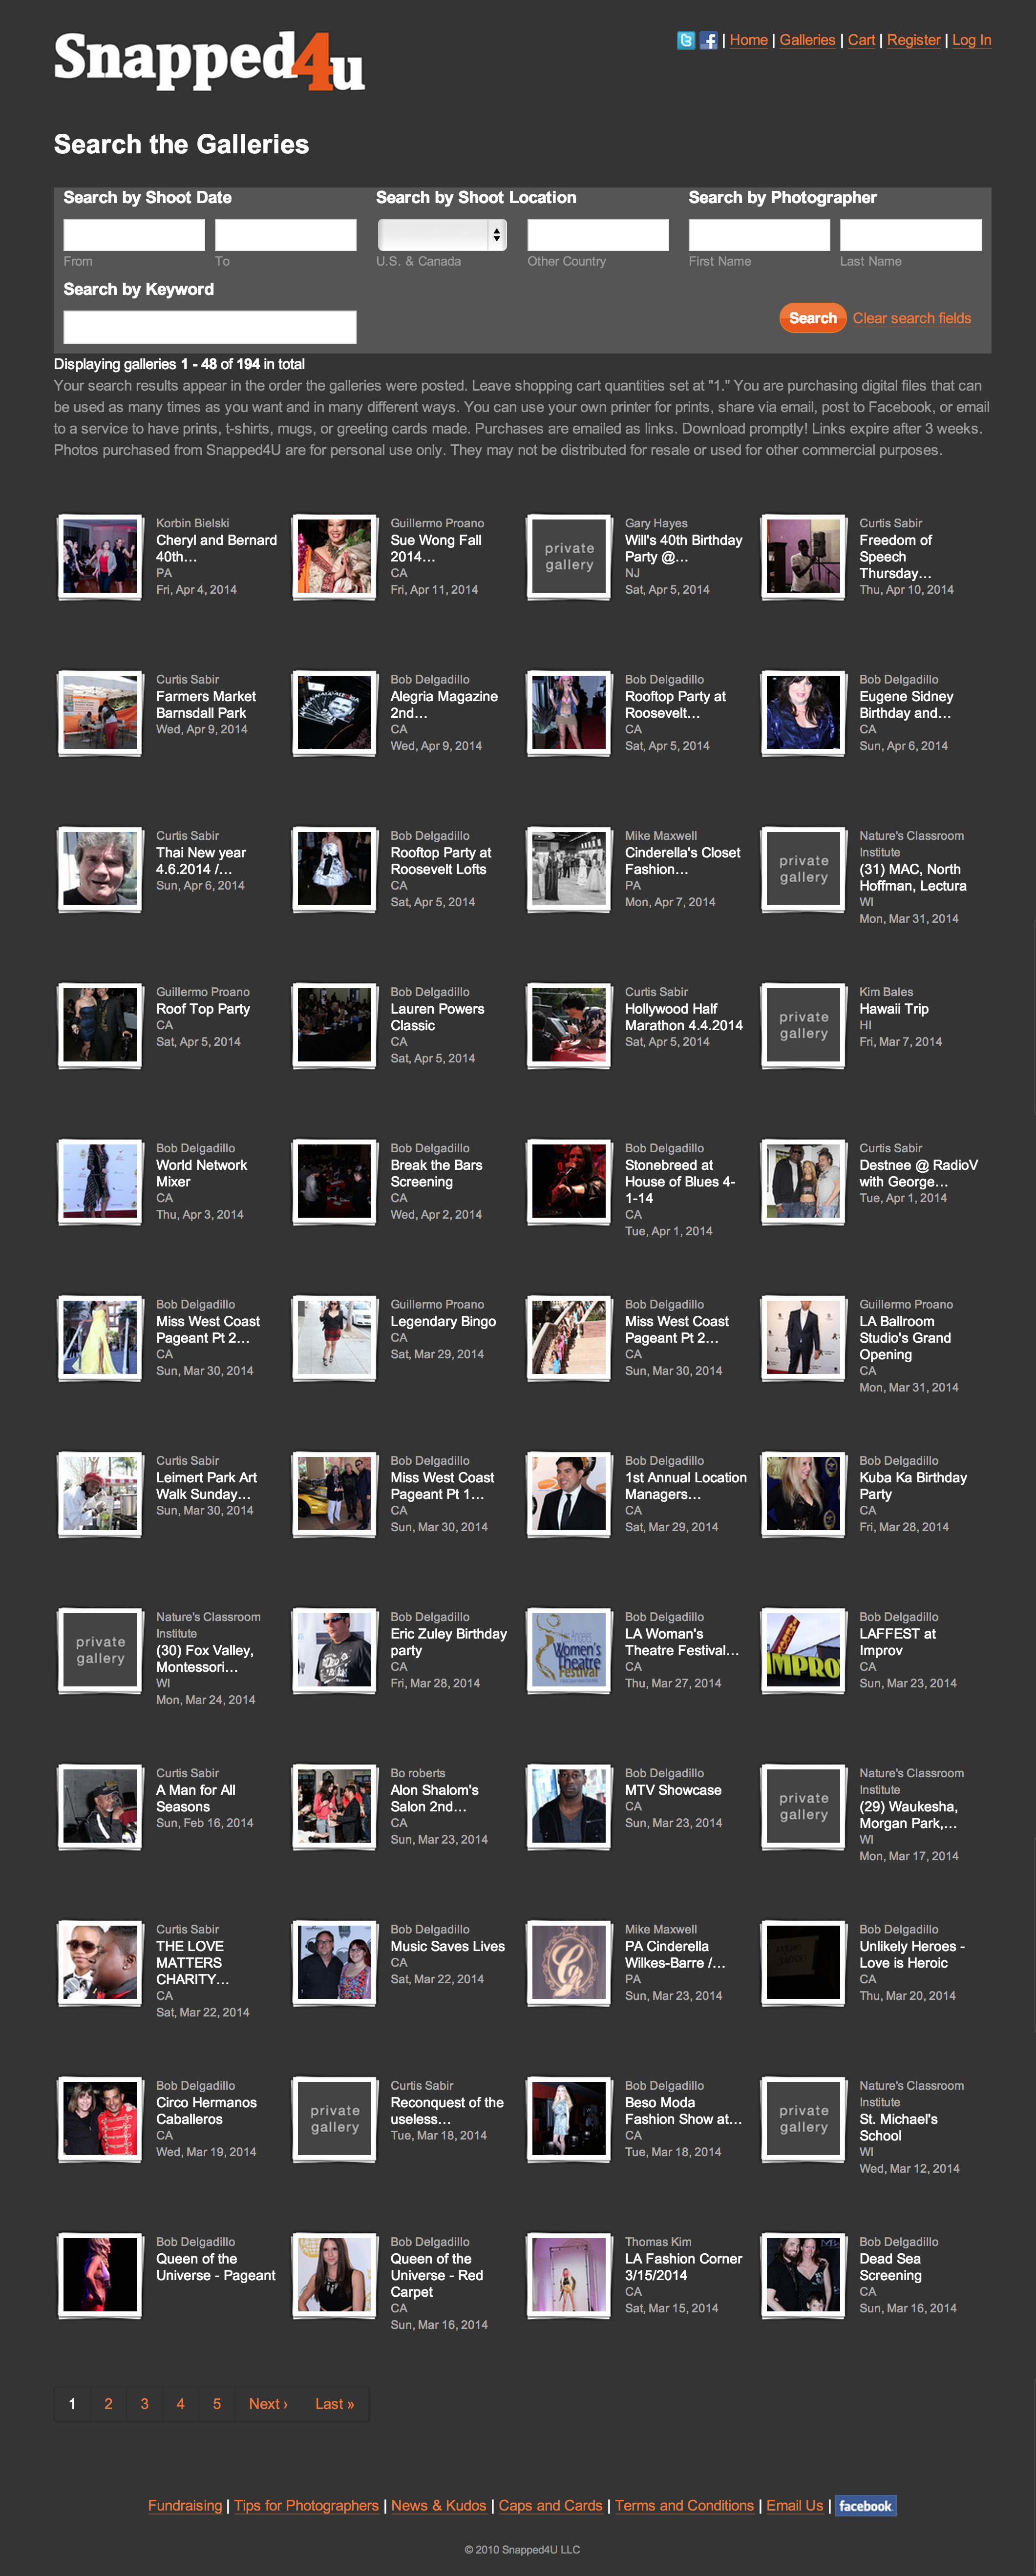 Snapped4u
| Home | Galleries | Cart | Register | Log In
Search the Galleries
Search by Shoot Date
From
To
Search by Shoot Location
U.S. & Canada
Other Country
Search by Photographer
First Name
Last Name
Search by Keyword
Search Clear search fields
Displaying galleries 1 - 48 of 194 in total
Your search results appear in the order the galleries were posted. Leave shopping cart quantities set at "1." You are purchasing digital files that can
be used as many times as you want and in many different ways. You can use your own printer for prints, share via email, post to Facebook, or email
to a service to have prints, t-shirts, mugs, or greeting cards made. Purchases are emailed as links. Download promptly! Links expire after 3 weeks.
Photos purchased from Snapped4U are for personal use only. They may not be distributed for resale or used for other commercial purposes.
Korbin Bielski
Cheryl and Bernard
40th...
PA
Fri, Apr 4, 2014
Guillermo Proano
Sue Wong Fall
2014...
CA
Fri, Apr 11, 2014
private
gallery
Gary Hayes
Will's 40th Birthday
Party @...
NJ
Sat, Apr 5, 2014
Curtis Sabir
Freedom of
Speech
Thursday...
Thu, Apr 10, 2014
Curtis Sabir
Farmers Market
Barnsdall Park
Wed, Apr 9, 2014
Bob Delgadillo
Alegria Magazine
2nd...
CA
Wed, Apr 9, 2014
Bob Delgadillo
Rooftop Party at
Roosevelt...
CA
Sat, Apr 5, 2014
Bob Delgadillo
Eugene Sidney
Birthday and...
CA
Sun, Apr 6, 2014
Curtis Sabir
Thai New year
4.6.2014 /...
Sun, Apr 6, 2014
Bob Delgadillo
Rooftop Party at
Roosevelt Lofts
CA
Sat, Apr 5, 2014
Mike Maxwell
Cinderella's Closet
Fashion...
PA
Mon, Apr 7, 2014
private
gallery
Nature's Classroom
Institute
(31) MAC, North
Hoffman, Lectura
WI
Mon, Mar 31, 2014
Guillermo Proano
Roof Top Party
CA
Sat, Apr 5, 2014
Bob Delgadillo
Lauren Powers
Classic
CA
Sat, Apr 5, 2014
Curtis Sabir
Hollywood Half
Marathon 4.4.2014
Sat, Apr 5, 2014
private
gallery
Kim Bales
Hawaii Trip
HI
Fri, Mar 7, 2014
Bob Delgadillo
World Network
Mixer
CA
Thu, Apr 3, 2014
Bob Delgadillo
Break the Bars
Screening
CA
Wed, Apr 2, 2014
Bob Delgadillo
Stonebreed at
House of Blues 4-
1-14
CA
Tue, Apr 1, 2014
Curtis Sabir
Destnee @ RadioV
with George...
Tue, Apr 1, 2014
Bob Delgadillo
Miss West Coast
Pageant Pt 2...
CA
Sun, Mar 30, 2014
Guillermo Proano
Legendary Bingo
CA
Sat, Mar 29, 2014
Bob Delgadillo
Miss West Coast
Pageant Pt 2...
CA
Sun, Mar 30, 2014
Guillermo Proano
LA Ballroom
Studio's Grand
Opening
CA
Mon, Mar 31, 2014
Curtis Sabir
Leimert Park Art
Walk Sunday...
Sun, Mar 30, 2014
Bob Delgadillo
Miss West Coast
Pageant Pt 1...
CA
Sun, Mar 30, 2014
Bob Delgadillo
1st Annual Location
Managers...
CA
Sat, Mar 29, 2014
Bob Delgadillo
Kuba Ka Birthday
Party
CA
Fri, Mar 28, 2014
private
gallery
Nature's Classroom
Institute
(30) Fox Valley,
Montessori...
WI
Mon, Mar 24, 2014
Bob Delgadillo
Eric Zuley Birthday
party
CA
Fri, Mar 28, 2014
Women's
Theatre
Festival
Bob Delgadillo
LA Woman's
Theatre Festival...
CA
Thu, Mar 27, 2014
IMPRO
Bob Delgadillo
LAFFEST at
Improv
CA
Sun, Mar 23, 2014
Curtis Sabir
A Man for All
Seasons
Sun, Feb 16, 2014
Bo roberts
Alon Shalom's
Salon 2nd...
CA
Sun, Mar 23, 2014
Bob Delgadillo
MTV Showcase
CA
Sun, Mar 23, 2014
private
gallery
Nature's Classroom
Institute
(29) Waukesha,
Morgan Park,...
WI
Mon, Mar 17, 2014
Curtis Sabir
THE LOVE
MATTERS
CHARITY...
CA
Sat, Mar 22, 2014
Bob Delgadillo
Music Saves Lives
CA
Sat, Mar 22, 2014
Mike Maxwell
PA Cinderella
Wilkes-Barre /...
PA
Sun, Mar 23, 2014
Bob Delgadillo
Unlikely Heroes -
Love is Heroic
CA
Thu, Mar 20, 2014
Bob Delgadillo
Circo Hermanos
Caballeros
CA
Wed, Mar 19, 2014
private
gallery
Curtis Sabir
Reconquest of the
useless...
Tue, Mar 18, 2014
Bob Delgadillo
Beso Moda
Fashion Show at...
CA
Tue, Mar 18, 2014
private
gallery
Nature's Classroom
Institute
St. Michael's
School
WI
Wed, Mar 12, 2014
Bob Delgadillo
Queen of the
Universe - Pageant
Bob Delgadillo
Queen of the
Universe - Red
Carpet
CA
Sun, Mar 16, 2014
Thomas Kim
LA Fashion Corner
3/15/2014
CA
Sat, Mar 15, 2014
Bob Delgadillo
Dead Sea
Screening
CA
Sun, Mar 16, 2014
1 2 3 4 5 Next › Last »
Fundraising | Tips for Photographers | News & Kudos | Caps and Cards | Terms and Conditions | Email Us | facebook
© 2010 Snapped4U LLC